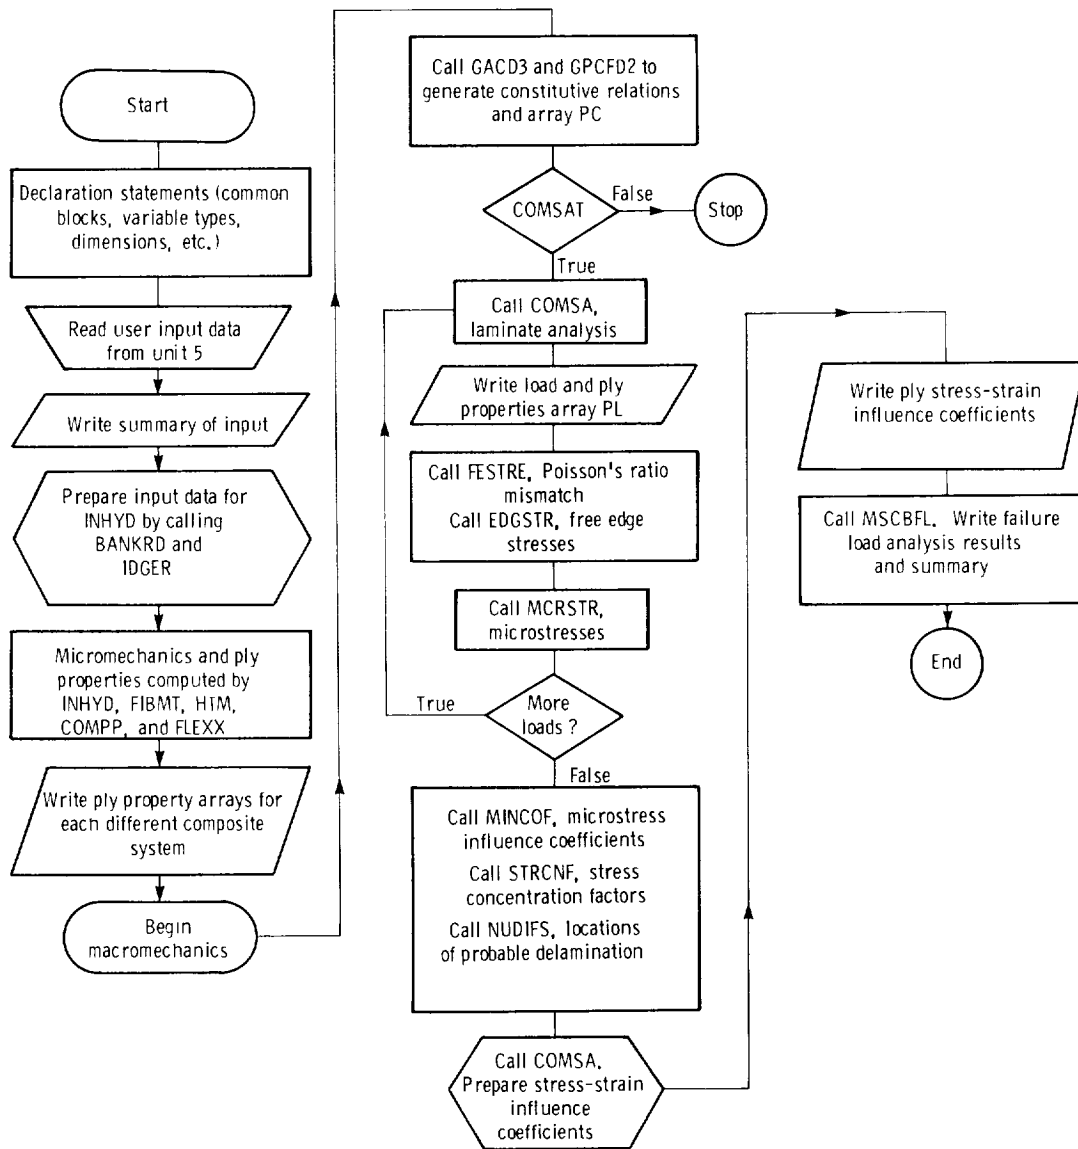 Start
Declaration statements (common
blocks, variable types,
dimensions, etc.)
Read user input data
from unit 5
Write summary of input
Prepare input data for
INHYD by calling
BANKRD and
IDGER
Micromechanics and ply
properties computed by
INHYD, FIBMT, HTM,
COMPP, and FLEXX
Write ply property arrays for
each different composite
system
Begin
macromechanics
Call GACD3 and GPCFD2 to
generate constitutive relations
and array PC
COMSAT
False
Stop
True
Call COMSA,
laminate analysis
Write load and ply
properties array PL
Call FESTRE, Poisson's ratio
mismatch
Call EDGSTR, free edge
stresses
Call MCRSTR,
microstresses
True
More
loads ?
False
Call MINCOF, microstress
influence coefficients
Call STRCNF, stress
concentration factors
Call NUDIFS, locations
of probable delamination
Call COMSA.
Prepare stress-strain
influence
coefficients
Write ply stress-strain
influence coefficients
Call MSCBFL. Write failure
load analysis results
and summary
End